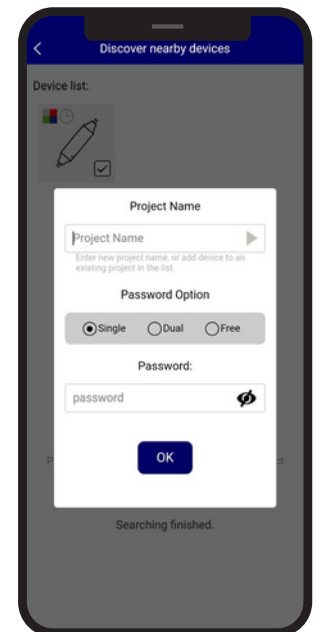 Discover nearby devices
Device list:
Project Name
Project Name
Enter new project name, or add device to an
existing project in the list.
Password Option
Single Dual Free
Password:
password
OK
Searching finished.